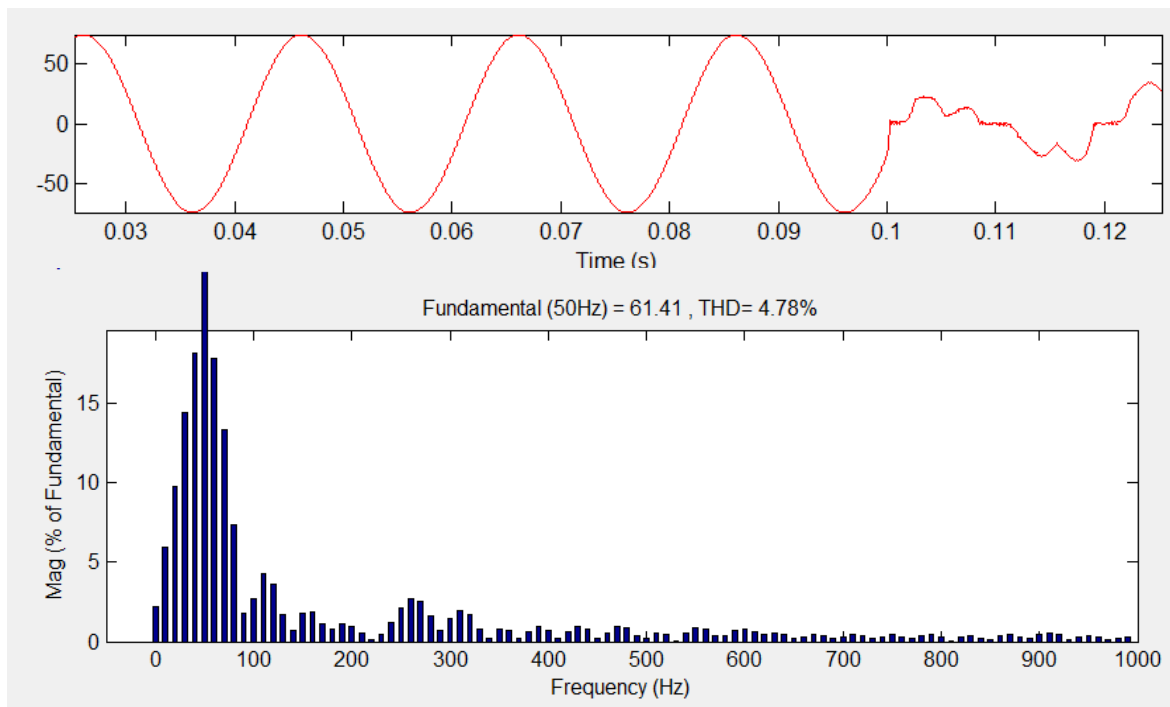 50
0
-50
0.03 0.04 0.05 0.06 0.07 0.08 0.09 0.1 0.11 0.12
Time (s)
Fundamental (50Hz) = 61.41 , THD= 4.78%
Mag (% of Fundamental)
15
10
5
0
0 100 200 300 400 500 600 700 800 900 1000
Frequency (Hz)